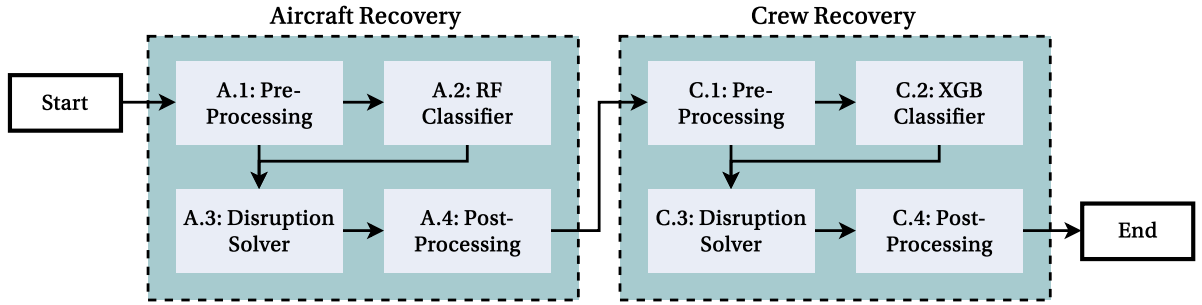 Aircraft Recovery
Crew Recovery
Start
A.1: Pre-
Processing
A.2: RF
Classifier
A.3: Disruption
Solver
A.4: Post-
Processing
C.1: Pre-
Processing
C.2: XGB
Classifier
C.3: Disruption
Solver
C.4: Post-
Processing
End